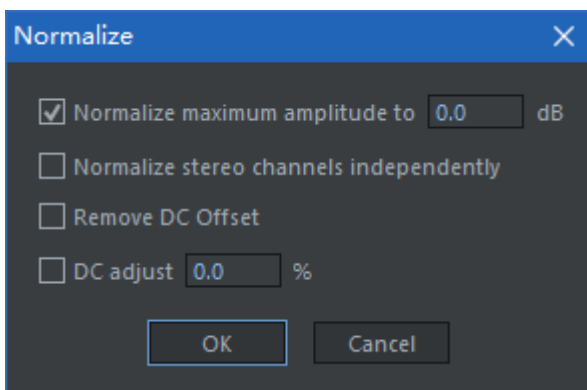 Normalize
Normalize maximum amplitude to 0.0 dB
Normalize stereo channels independently
Remove DC Offset
DC adjust 0.0 %
OK Cancel